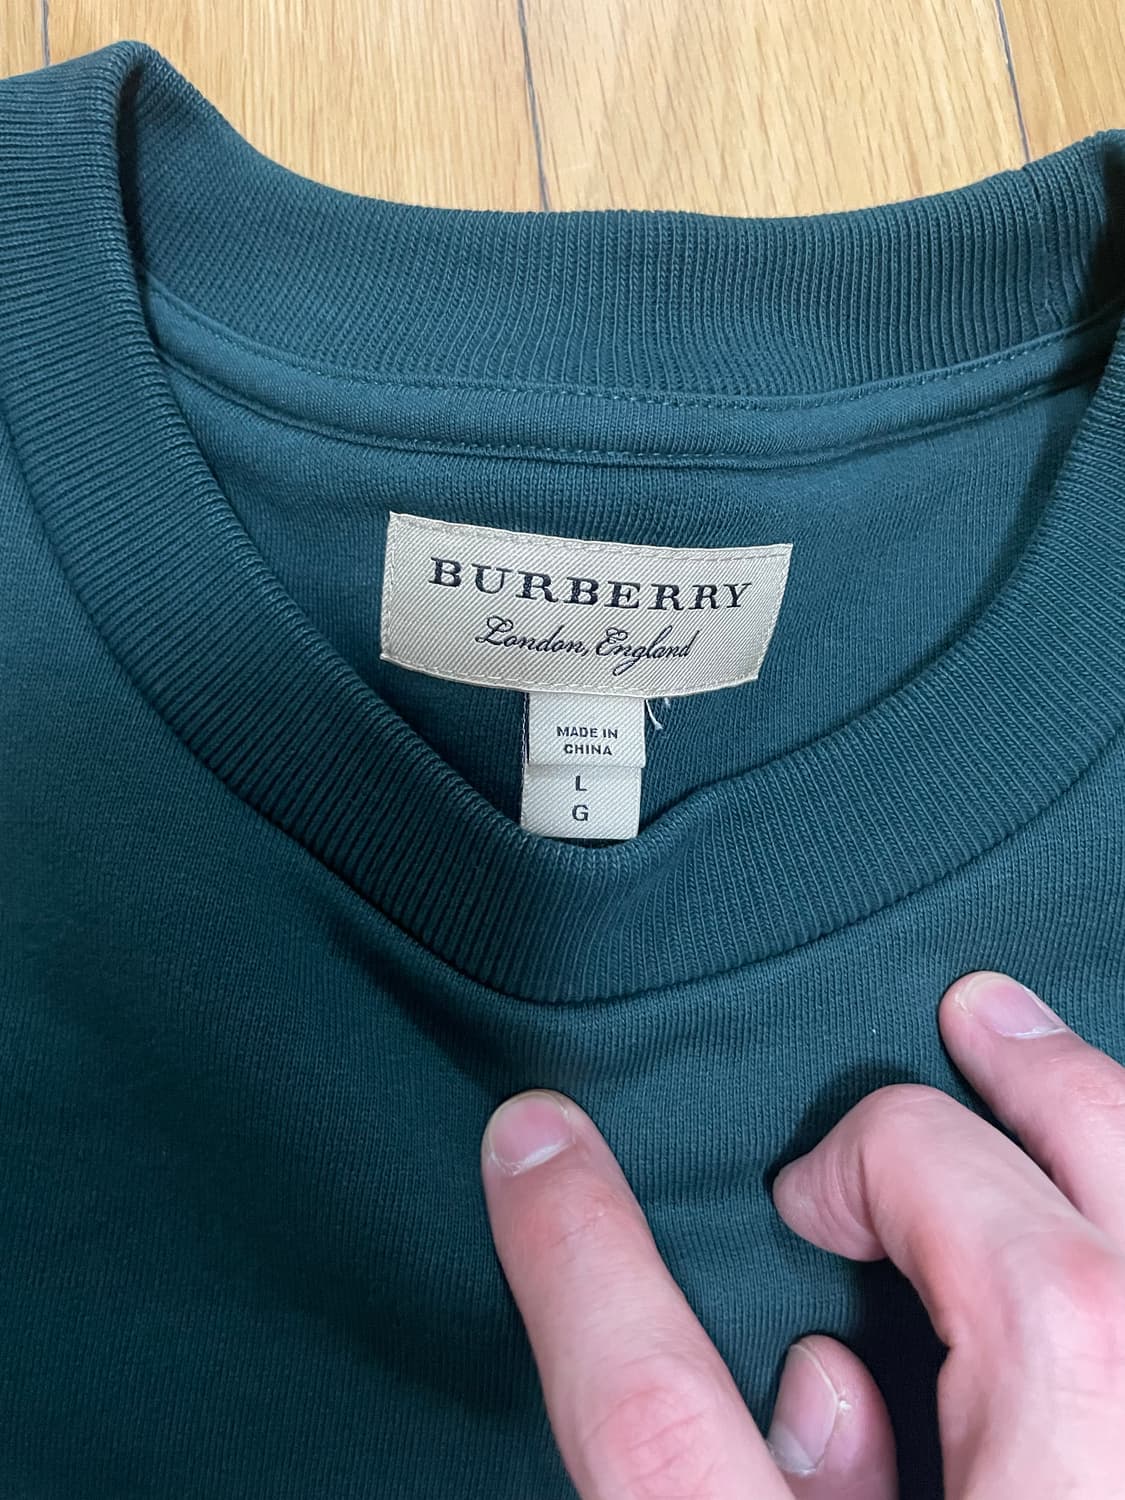 BURBERRY
London, England
MADE IN
CHINA
L
G